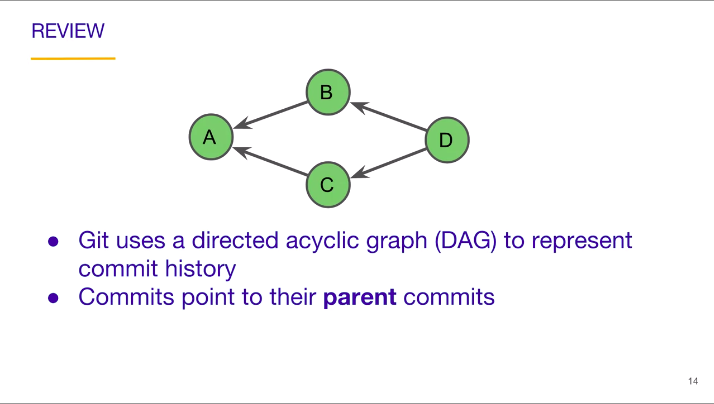 REVIEW
B
A
D
C
● Git uses a directed acyclic graph (DAG) to represent
commit history
● Commits point to their parent commits
14